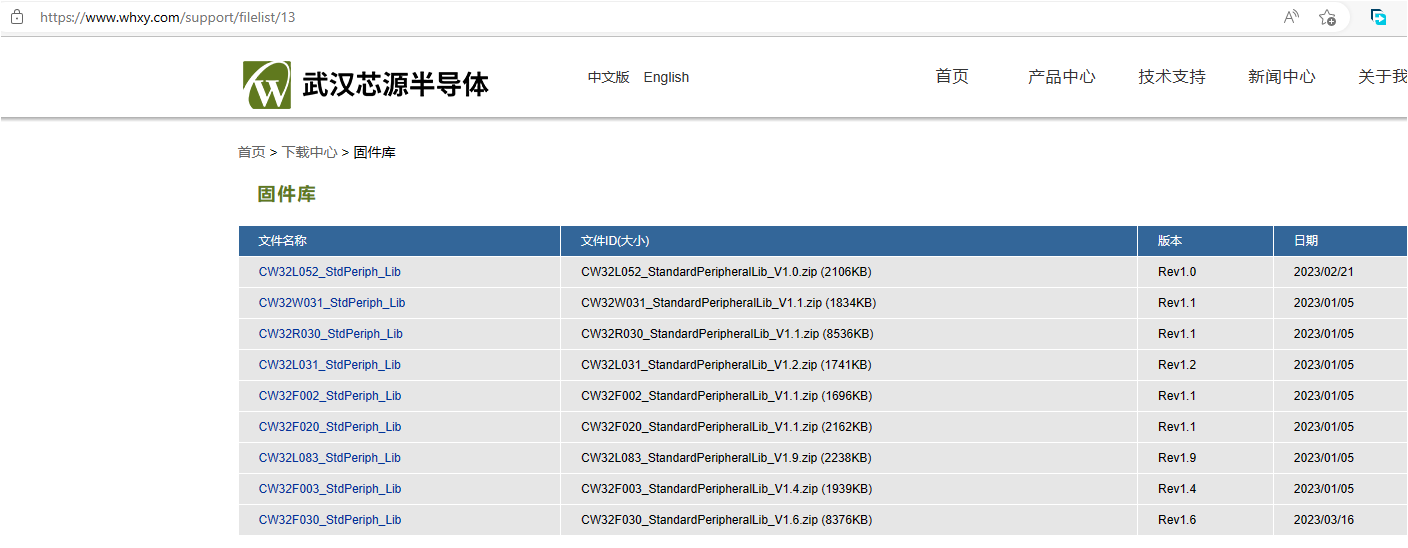 https://www.whxy.com/support/filelist/13
武汉芯源半导体 中文版 English 首页 产品中心 技术支持 新闻中心 关于我
首页 > 下载中心 > 固件库
固件库
文件名称 文件ID(大小) 版本 日期
CW32L052_StdPeriph_Lib CW32L052_StandardPeripheralLib_V1.0.zip (2106KB) Rev1.0 2023/02/21
CW32W031_StdPeriph_Lib CW32W031_StandardPeripheralLib_V1.1.zip (1834KB) Rev1.1 2023/01/05
CW32R030_StdPeriph_Lib CW32R030_StandardPeripheralLib_V1.1.zip (8536KB) Rev1.1 2023/01/05
CW32L031_StdPeriph_Lib CW32L031_StandardPeripheralLib_V1.2.zip (1741KB) Rev1.2 2023/01/05
CW32F002_StdPeriph_Lib CW32F002_StandardPeripheralLib_V1.1.zip (1696KB) Rev1.1 2023/01/05
CW32F020_StdPeriph_Lib CW32F020_StandardPeripheralLib_V1.1.zip (2162KB) Rev1.1 2023/01/05
CW32L083_StdPeriph_Lib CW32L083_StandardPeripheralLib_V1.9.zip (2238KB) Rev1.9 2023/01/05
CW32F003_StdPeriph_Lib CW32F003_StandardPeripheralLib_V1.4.zip (1939KB) Rev1.4 2023/01/05
CW32F030_StdPeriph_Lib CW32F030_StandardPeripheralLib_V1.6.zip (8376KB) Rev1.6 2023/03/16